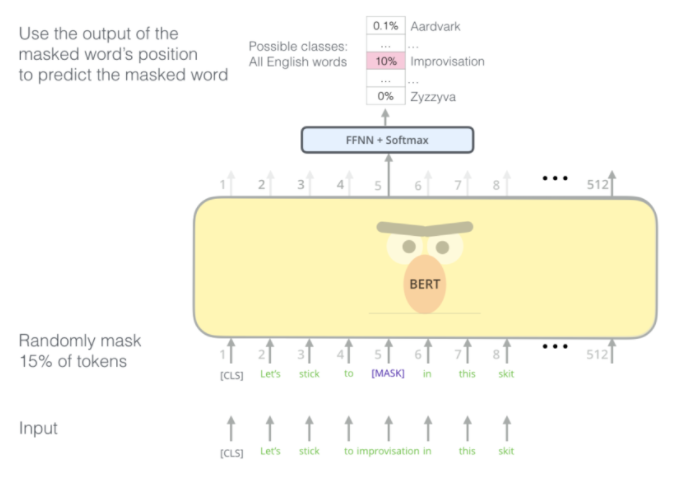 Use the output of the
masked word's position
to predict the masked word
Possible classes:
All English words
0.1% Aardvark
... ...
10% Improvisation
... ...
0% Zyzzyva
FFNN + Softmax
1 2 3 4 5 6 7 8 ••• 512
BERT
Randomly mask
15% of tokens
1 2 3 4 5 6 7 8 ••• 512
[CLS] Let's stick to [MASK] in this skit
Input
[CLS] Let's stick to improvisation in this skit